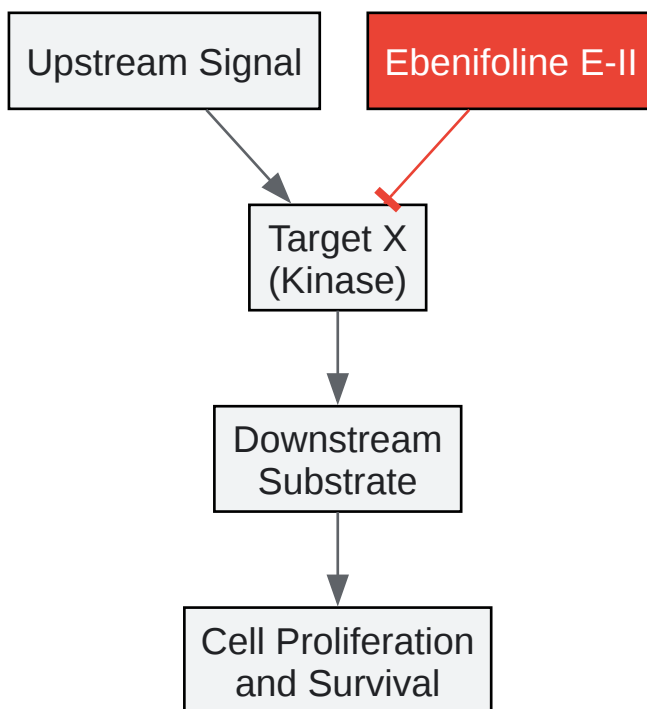 Upstream Signal
Ebenifoline E-II
Target X
(Kinase)
Downstream
Substrate
Cell Proliferation
and Survival